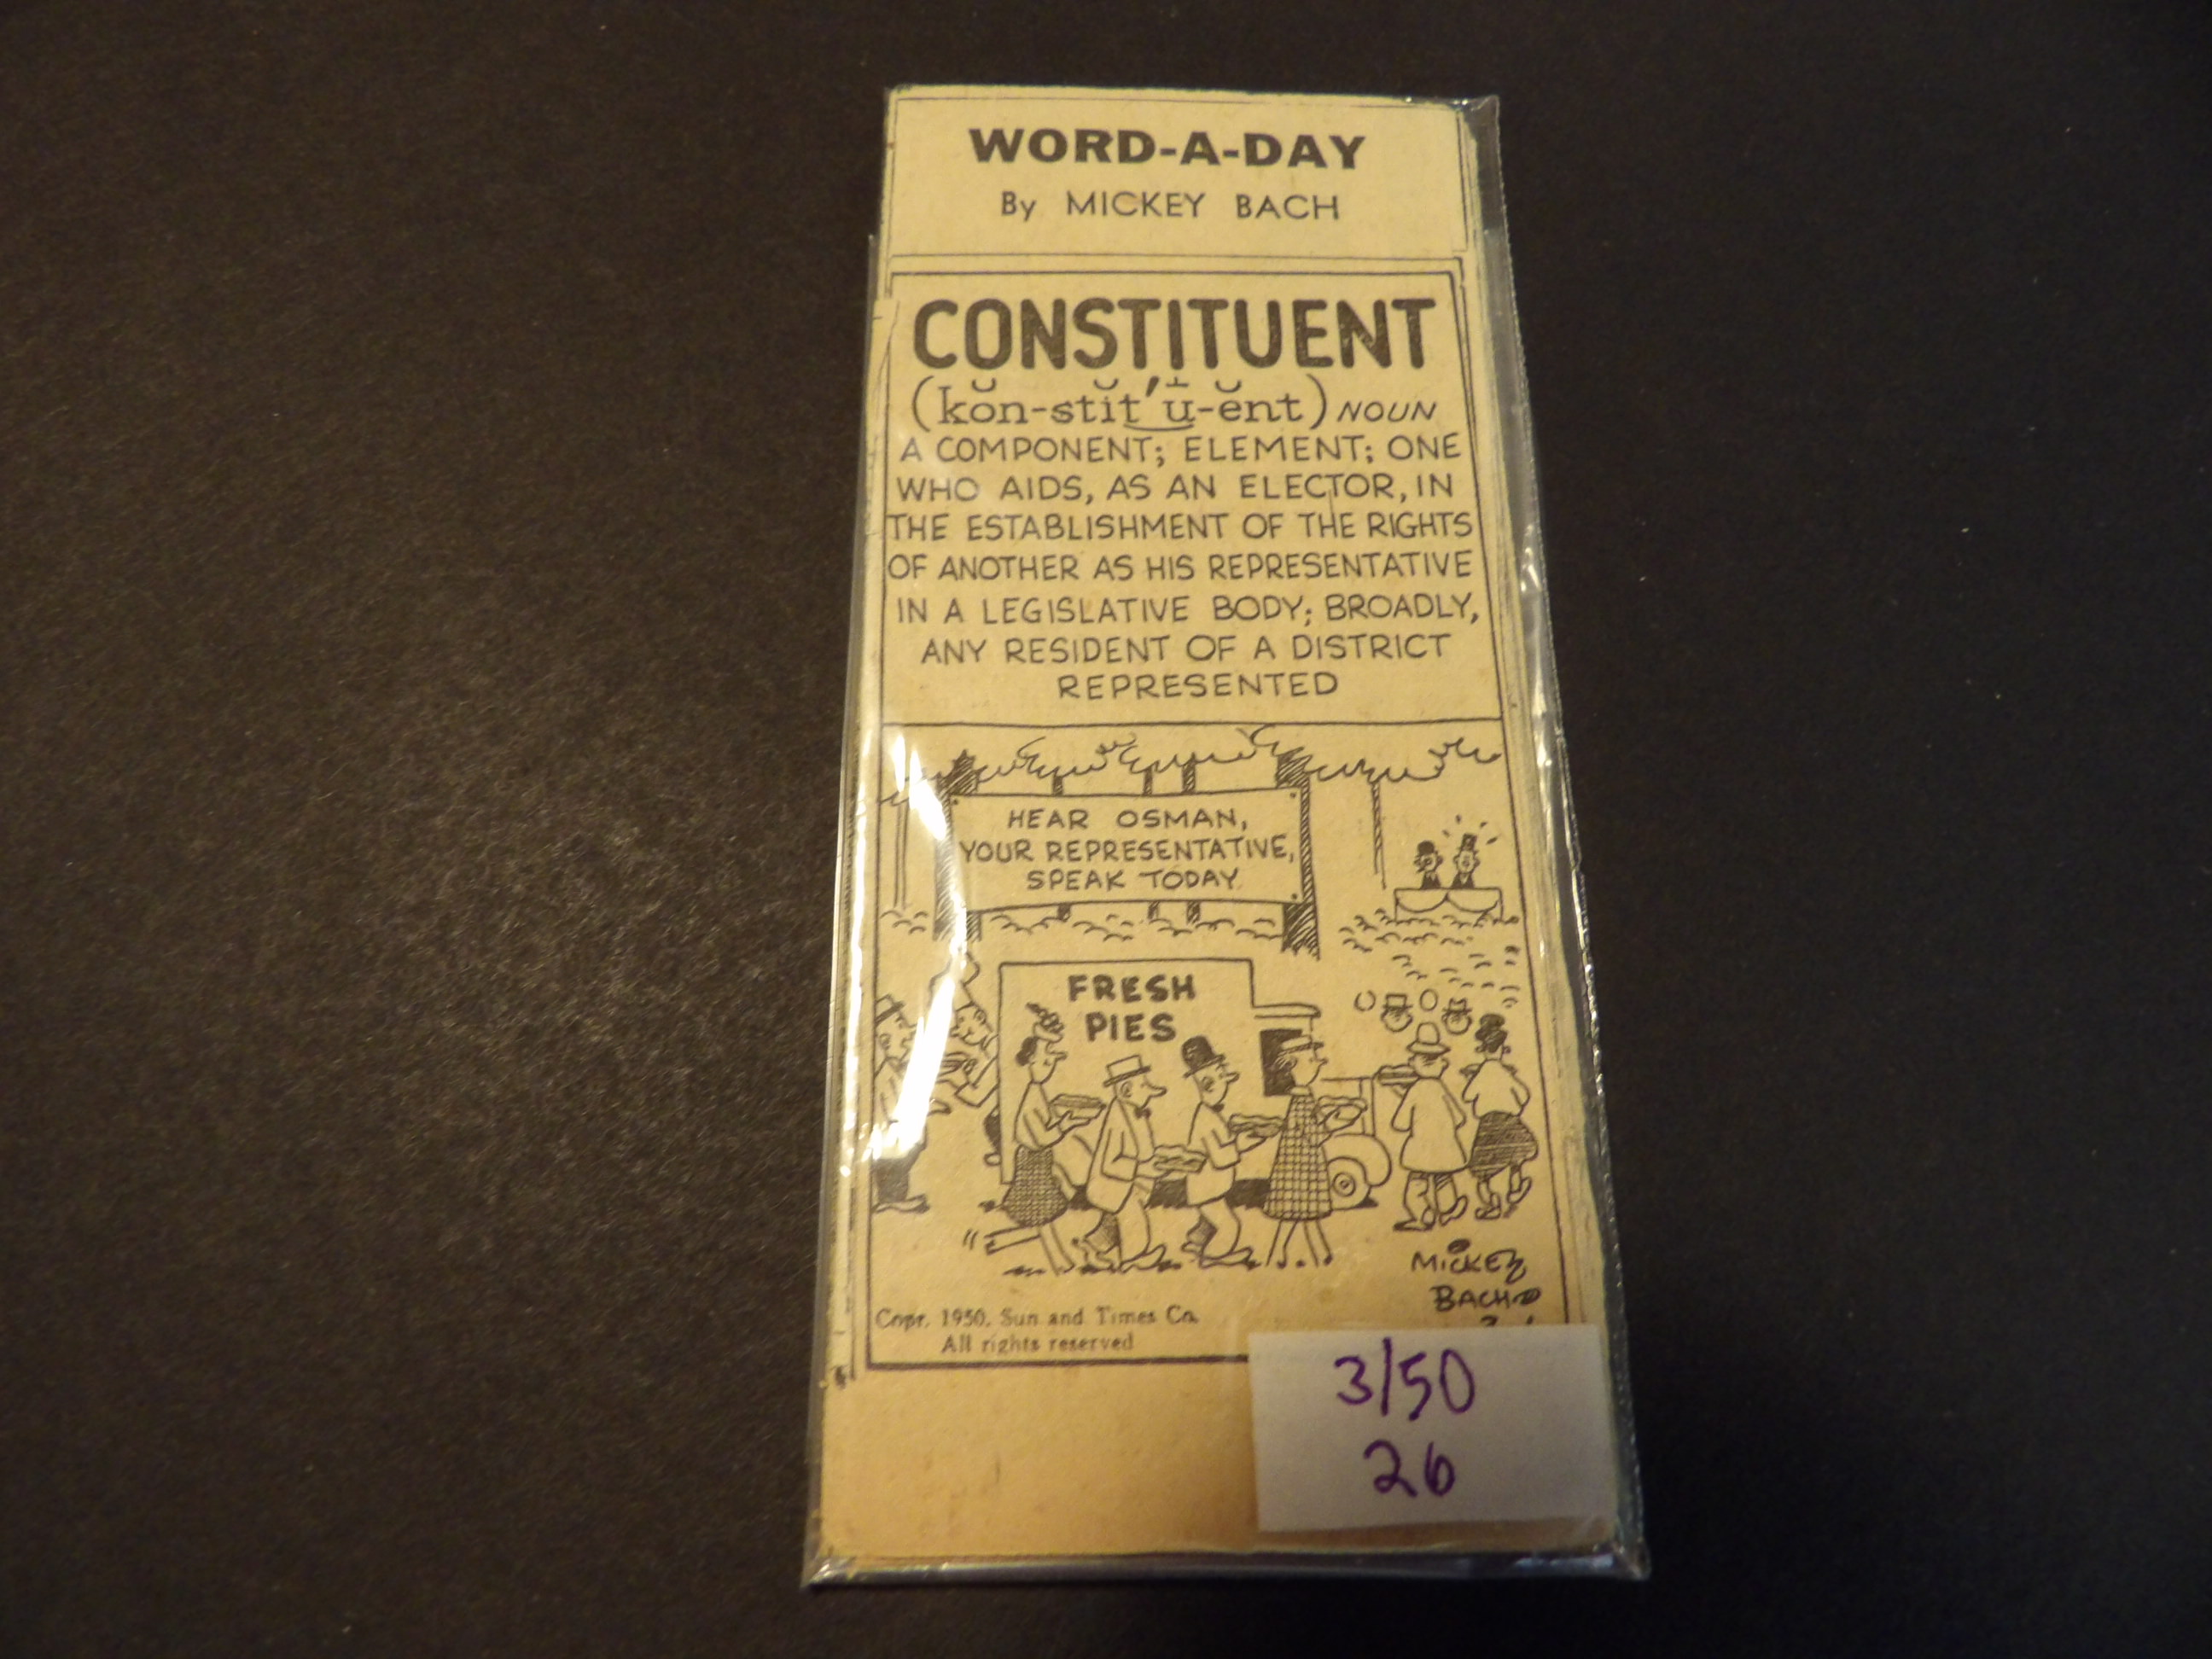 WORD-A-DAY
By MICKEY BACH
CONSTITUENT
(kŏn-stĭt′u̇-ĕnt) NOUN
A COMPONENT; ELEMENT; ONE
WHO AIDS, AS AN ELECTOR, IN
THE ESTABLISHMENT OF THE RIGHTS
OF ANOTHER AS HIS REPRESENTATIVE
IN A LEGISLATIVE BODY; BROADLY,
ANY RESIDENT OF A DISTRICT
REPRESENTED
HEAR OSMAN,
YOUR REPRESENTATIVE,
SPEAK TODAY
FRESH
PIES
MICKEY
BACH
Copr. 1950, Sun and Times Co.
All rights reserved
3/50
26